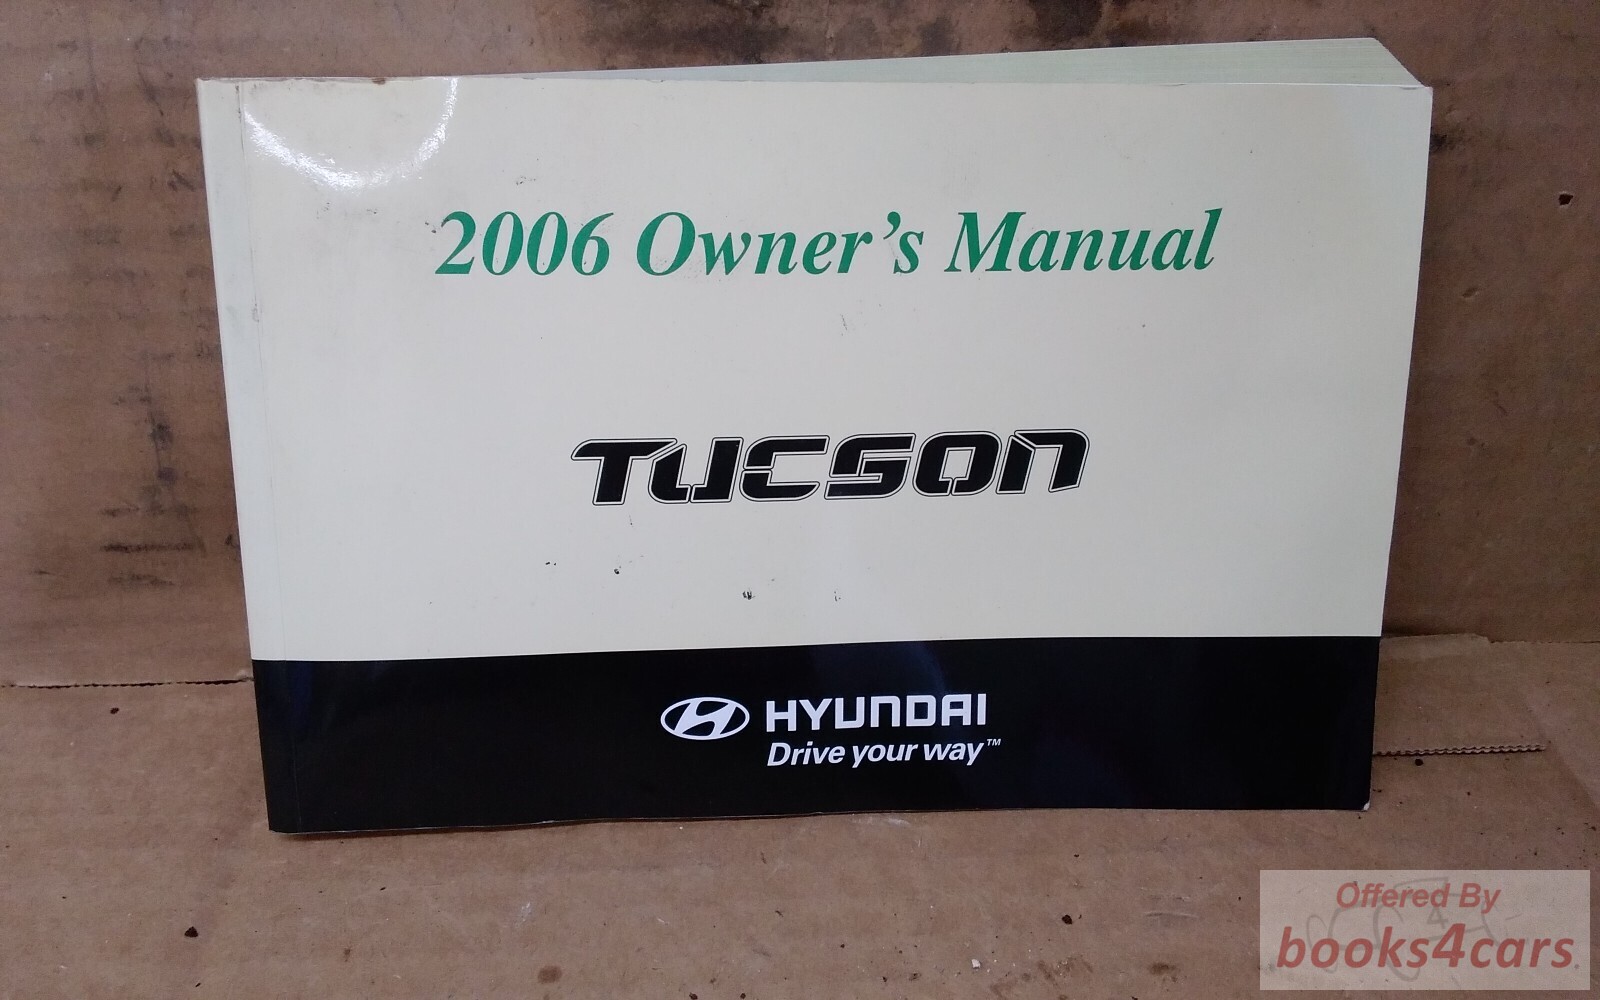 2006 Owner's Manual
TUCSON
HYUNDAI
Drive your way™
Offered By
books4cars